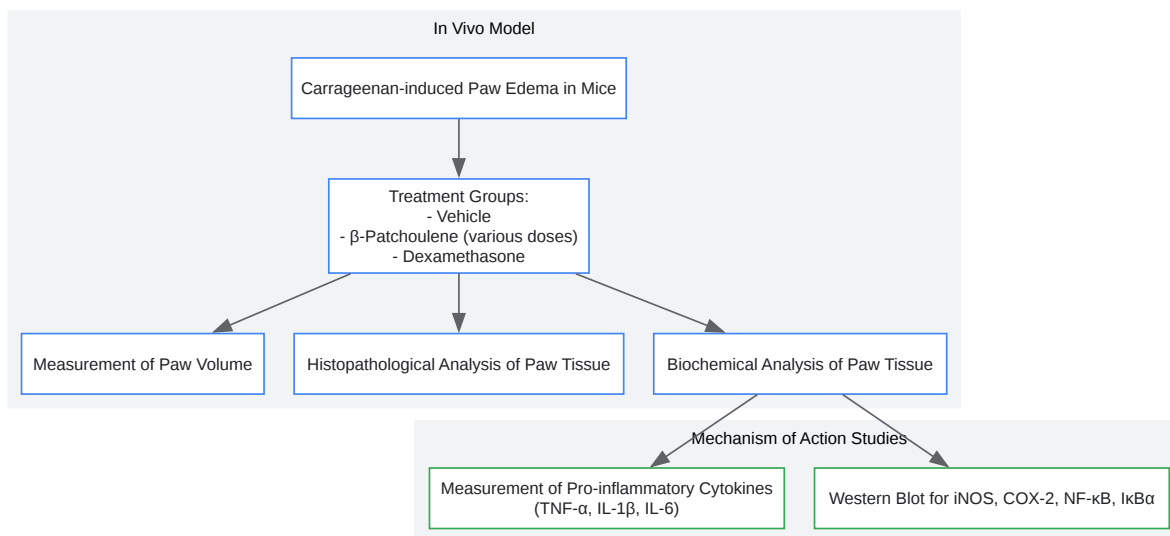 In Vivo Model
Carrageenan-induced Paw Edema in Mice
Treatment Groups:
- Vehicle
- β-Patchoulene (various doses)
- Dexamethasone
Measurement of Paw Volume
Histopathological Analysis of Paw Tissue
Biochemical Analysis of Paw Tissue
Mechanism of Action Studies
Measurement of Pro-inflammatory Cytokines
(TNF-α, IL-1β, IL-6)
Western Blot for iNOS, COX-2, NF-κB, IκBα